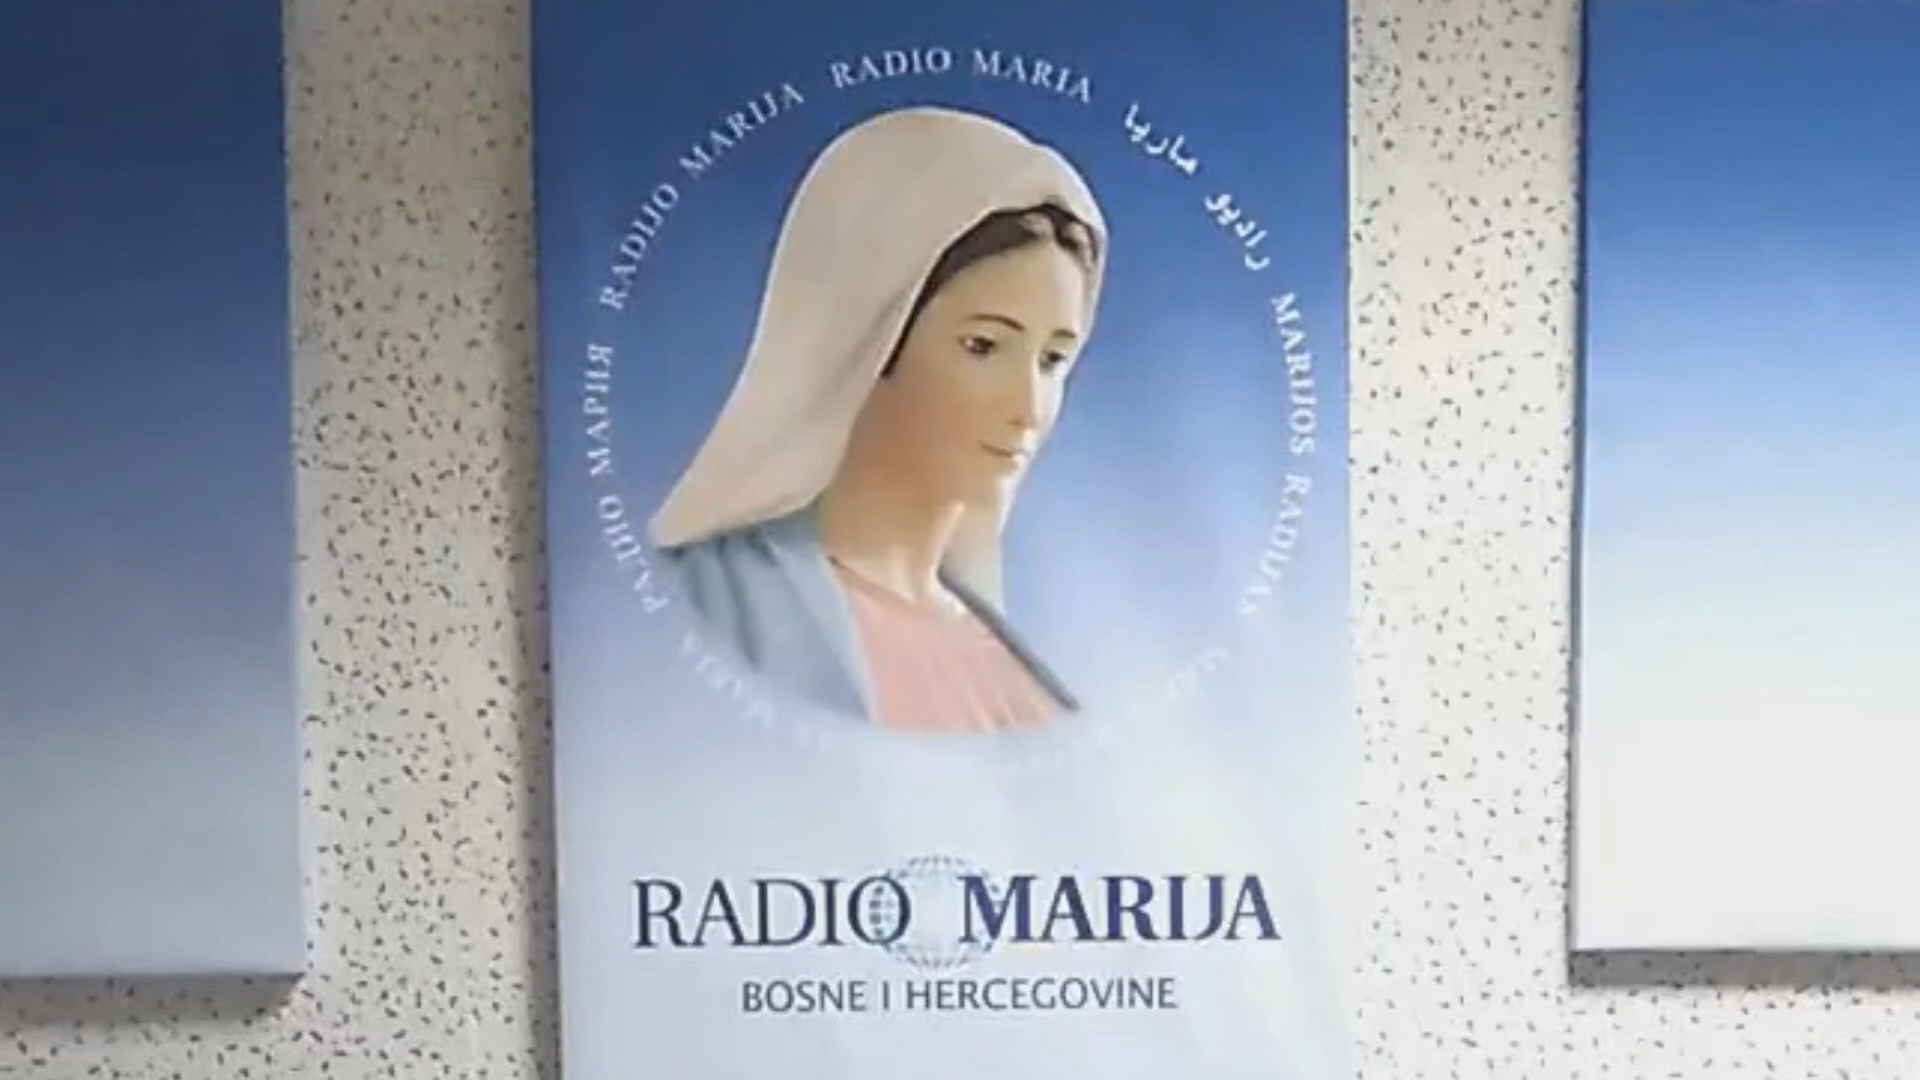 РАДИО МАРИЯ
RADIJO MARIJA
RADIO MARIA
راديو ماريا
MARIJOS RADIJAS
RADIO MARIJA
BOSNE I HERCEGOVINE